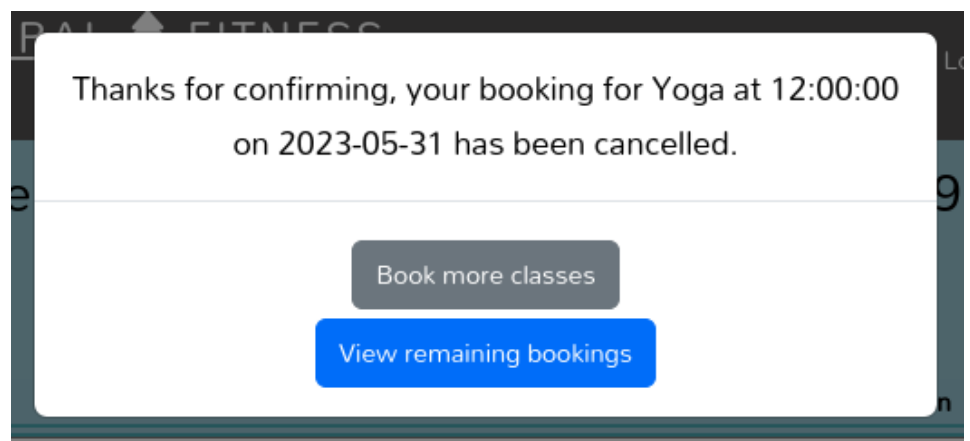 FITNESS
Thanks for confirming, your booking for Yoga at 12:00:00
on 2023-05-31 has been cancelled.
Book more classes
View remaining bookings